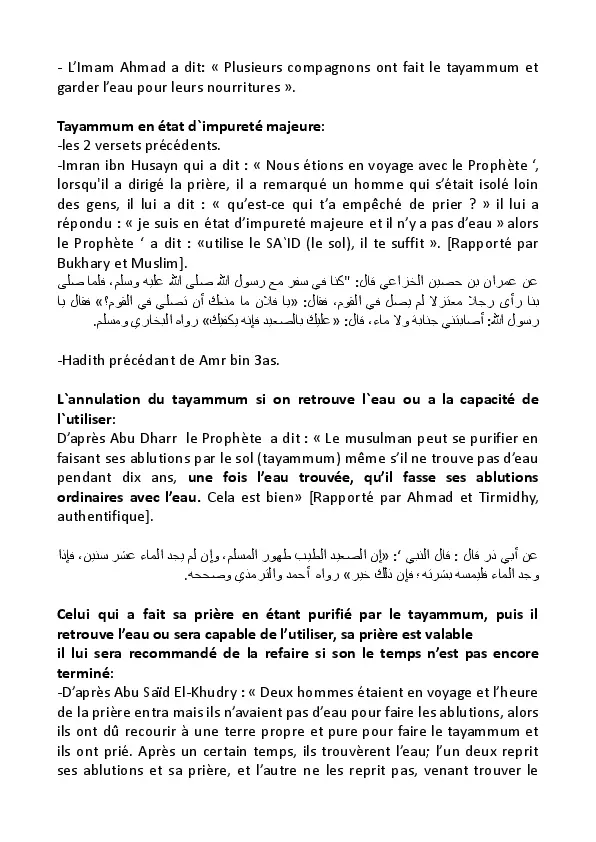 - L’Imam Ahmad a dit: « Plusieurs compagnons ont fait le tayammum et
garder l’eau pour leurs nourritures ».
Tayammum en état d`impureté majeure:
-les 2 versets précédents.
-Imran ibn Husayn qui a dit : « Nous étions en voyage avec le Prophète ‘,
lorsqu'il a dirigé la prière, il a remarqué un homme qui s’était isolé loin
des gens, il lui a dit : « qu’est-ce qui t’a empêché de prier ? » il lui a
répondu : « je suis en état d’impureté majeure et il n’y a pas d’eau » alors
le Prophète ‘ a dit : «utilise le SA`ID (le sol), il te suffit ». [Rapporté par
Bukhary et Muslim].
عن عمران بن حصين الخزاعي قال: "كنا في سفر مع رسول الله صلى الله عليه وسلم، فلما صلى
بنا رأى رجلا معتزلا لم يصل في القوم، فقال: «يا فلان ما منعك أن تصلي في القوم؟» فقال يا
رسول الله: أصابتني جنابة ولا ماء، قال: «عليك بالصعيد فإنه يكفيك» رواه البخاري ومسلم.
-Hadith précédant de Amr bin 3as.
L`annulation du tayammum si on retrouve l`eau ou a la capacité de
l`utiliser:
D’après Abu Dharr le Prophète a dit : « Le musulman peut se purifier en
faisant ses ablutions par le sol (tayammum) même s’il ne trouve pas d’eau
pendant dix ans, une fois l’eau trouvée, qu’il fasse ses ablutions
ordinaires avec l’eau. Cela est bien» [Rapporté par Ahmad et Tirmidhy,
authentifique].
عن أبي ذر قال : قال النبي ‘: «إن الصعيد الطيب طهور المسلم، وإن لم يجد الماء عشر سنين، فإذا
وجد الماء فليمسه بشرته؛ فإن ذلك خير» رواه أحمد والترمذي وصححه.
Celui qui a fait sa prière en étant purifié par le tayammum, puis il
retrouve l’eau ou sera capable de l’utiliser, sa prière est valable
il lui sera recommandé de la refaire si son le temps n’est pas encore
terminé:
-D’après Abu Saïd El-Khudry : « Deux hommes étaient en voyage et l’heure
de la prière entra mais ils n’avaient pas d’eau pour faire les ablutions, alors
ils ont dû recourir à une terre propre et pure pour faire le tayammum et
ils ont prié. Après un certain temps, ils trouvèrent l’eau; l’un deux reprit
ses ablutions et sa prière, et l’autre ne les reprit pas, venant trouver le